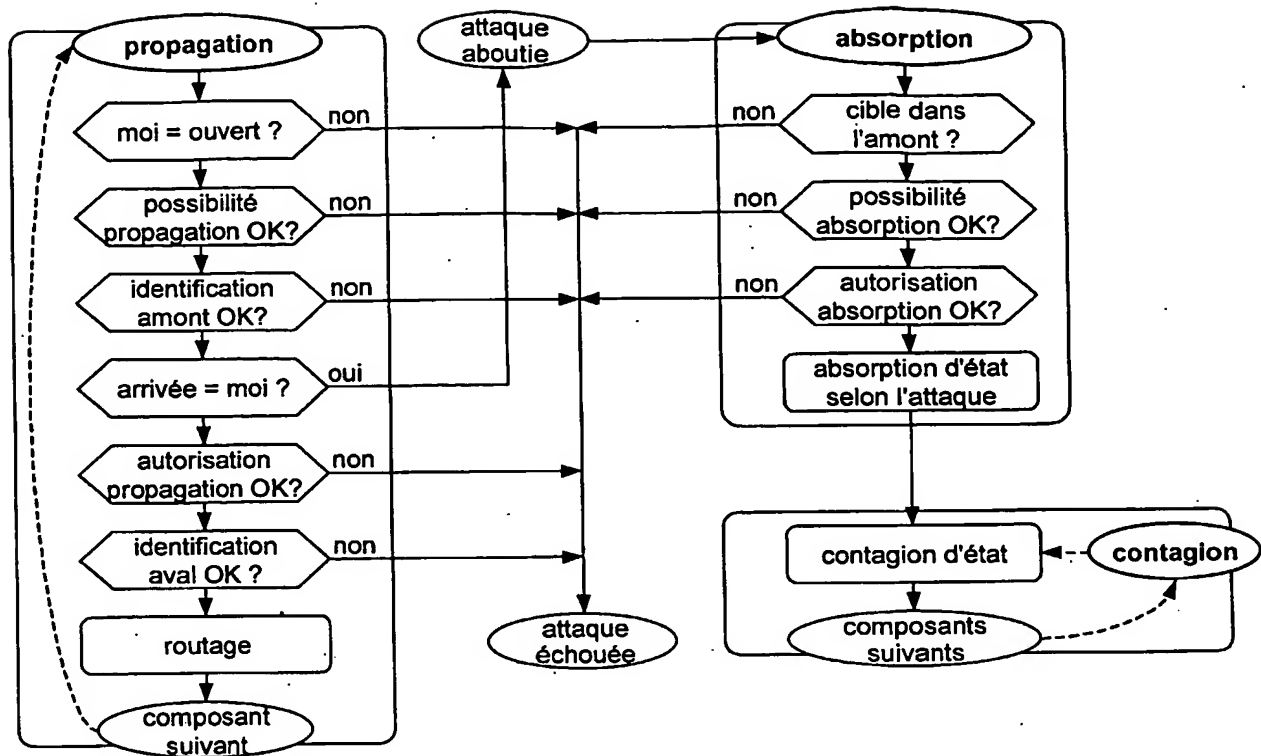 propagation
moi = ouvert ?
non
possibilité
propagation OK?
non
identification
amont OK?
non
arrivée = moi ?
oui
autorisation
propagation OK?
non
identification
aval OK ?
non
routage
composant
suivant
attaque
aboutie
attaque
échouée
absorption
non
cible dans
l'amont ?
non
possibilité
absorption OK?
non
autorisation
absorption OK?
absorption d'état
selon l'attaque
contagion d'état
contagion
composants
suivants